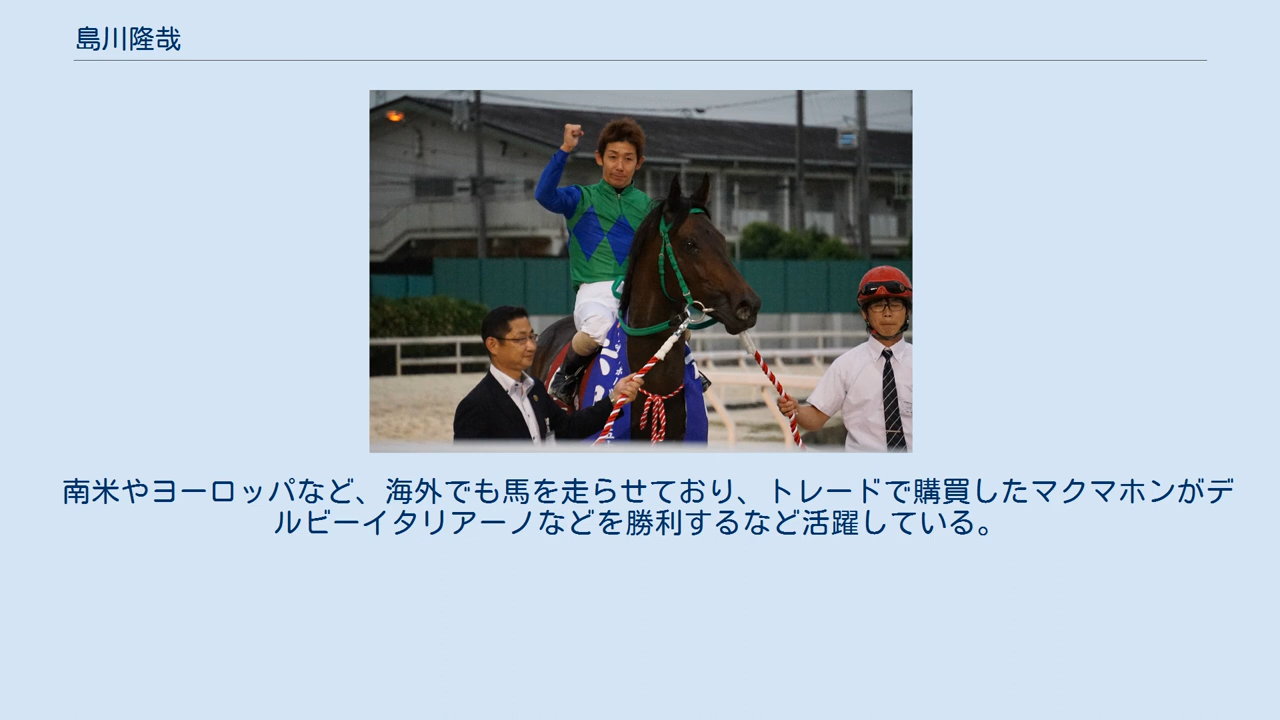 島川隆哉
南米やヨーロッパなど、海外でも馬を走らせており、トレードで購買したマクマホンがデ
ルビーイタリアーノなどを勝利するなど活躍している。